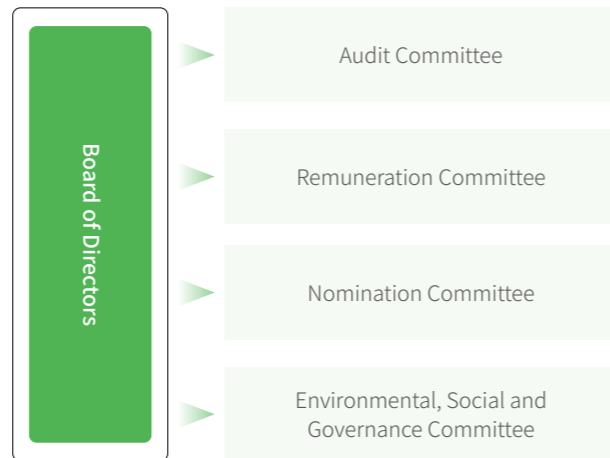 Board of Directors
Audit Committee
Remuneration Committee
Nomination Committee
Environmental, Social and
Governance Committee